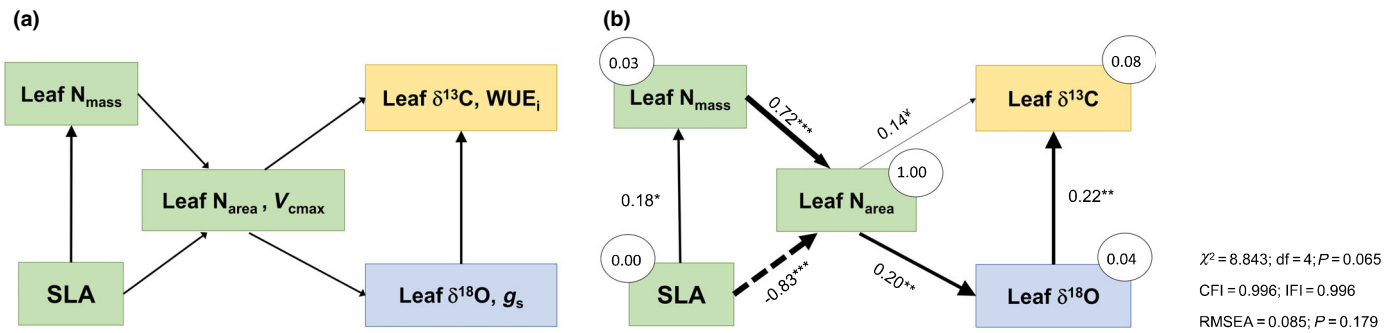 (a)
Leaf Nmass
Leaf δ13C, WUEi
Leaf Narea , Vcmax
SLA
Leaf δ18O, gs
(b)
0.03
Leaf Nmass
0.08
Leaf δ13C
0.72***
0.14¥
1.00
Leaf Narea
0.18*
0.22**
0.00
SLA
-0.83***
0.20**
0.04
Leaf δ18O
χ2 = 8.843; df = 4; P = 0.065
CFI = 0.996; IFI = 0.996
RMSEA = 0.085; P = 0.179